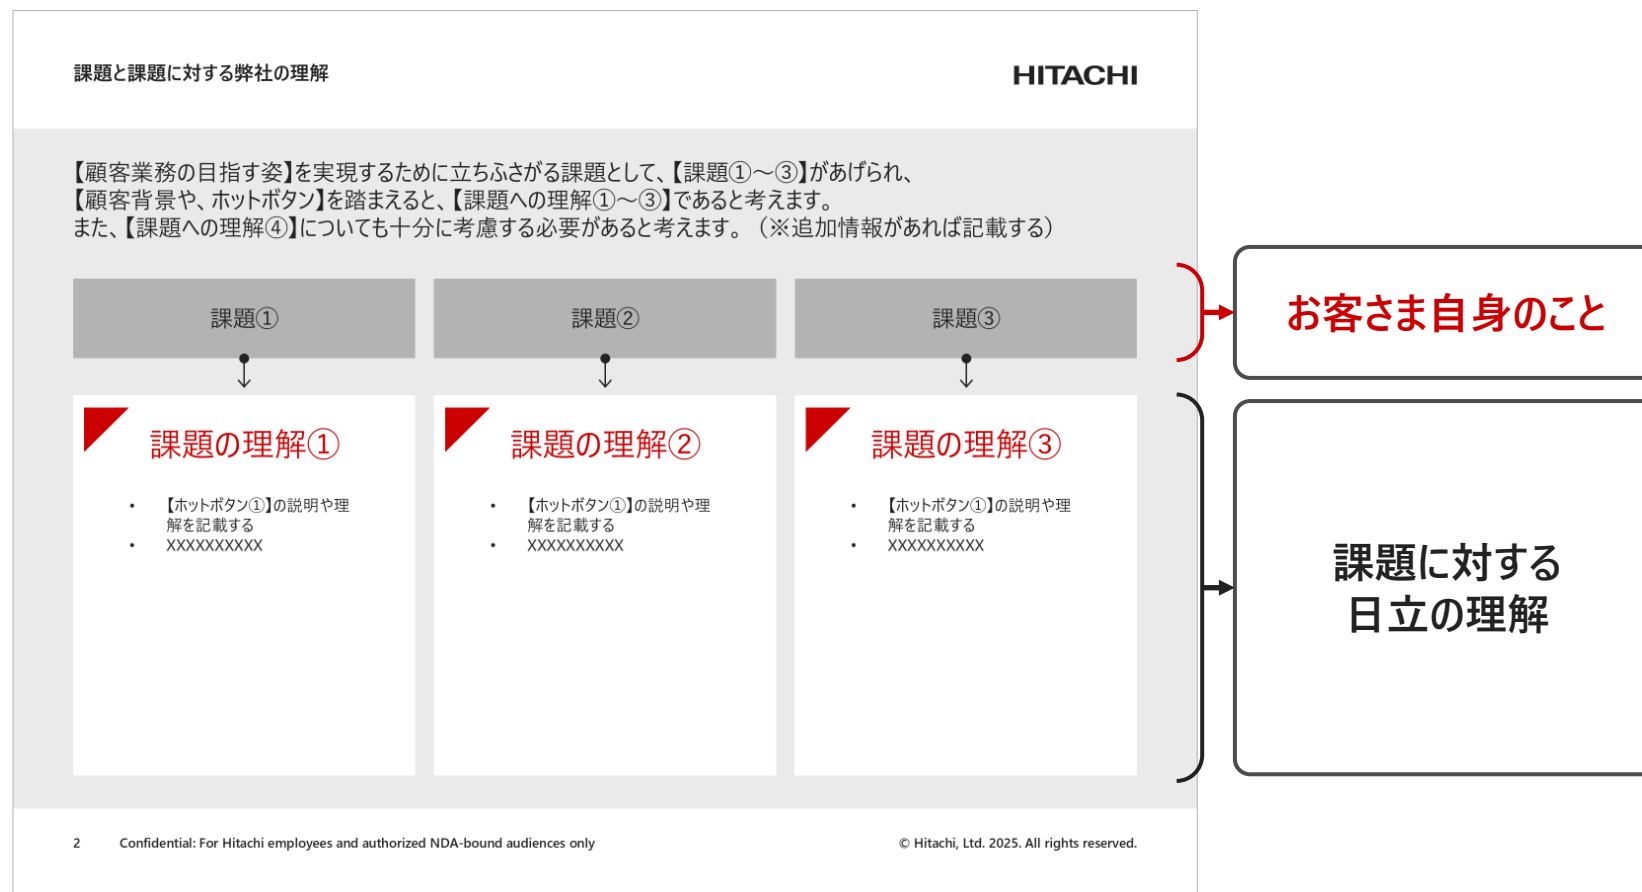 課題と課題に対する弊社の理解
HITACHI
【顧客業務の目指す姿】を実現するために立ちふさがる課題として、【課題①～③】があげられ、
【顧客背景や、ホットボタン】を踏まえると、【課題への理解①～③】であると考えます。
また、【課題への理解④】についても十分に考慮する必要があると考えます。（※追加情報があれば記載する）
課題①
課題②
課題③
お客さま自身のこと
課題の理解①
• 【ホットボタン①】の説明や理
解を記載する
• XXXXXXXXXX
課題の理解②
• 【ホットボタン①】の説明や理
解を記載する
• XXXXXXXXXX
課題の理解③
• 【ホットボタン①】の説明や理
解を記載する
• XXXXXXXXXX
課題に対する
日立の理解
2 Confidential: For Hitachi employees and authorized NDA-bound audiences only
© Hitachi, Ltd. 2025. All rights reserved.